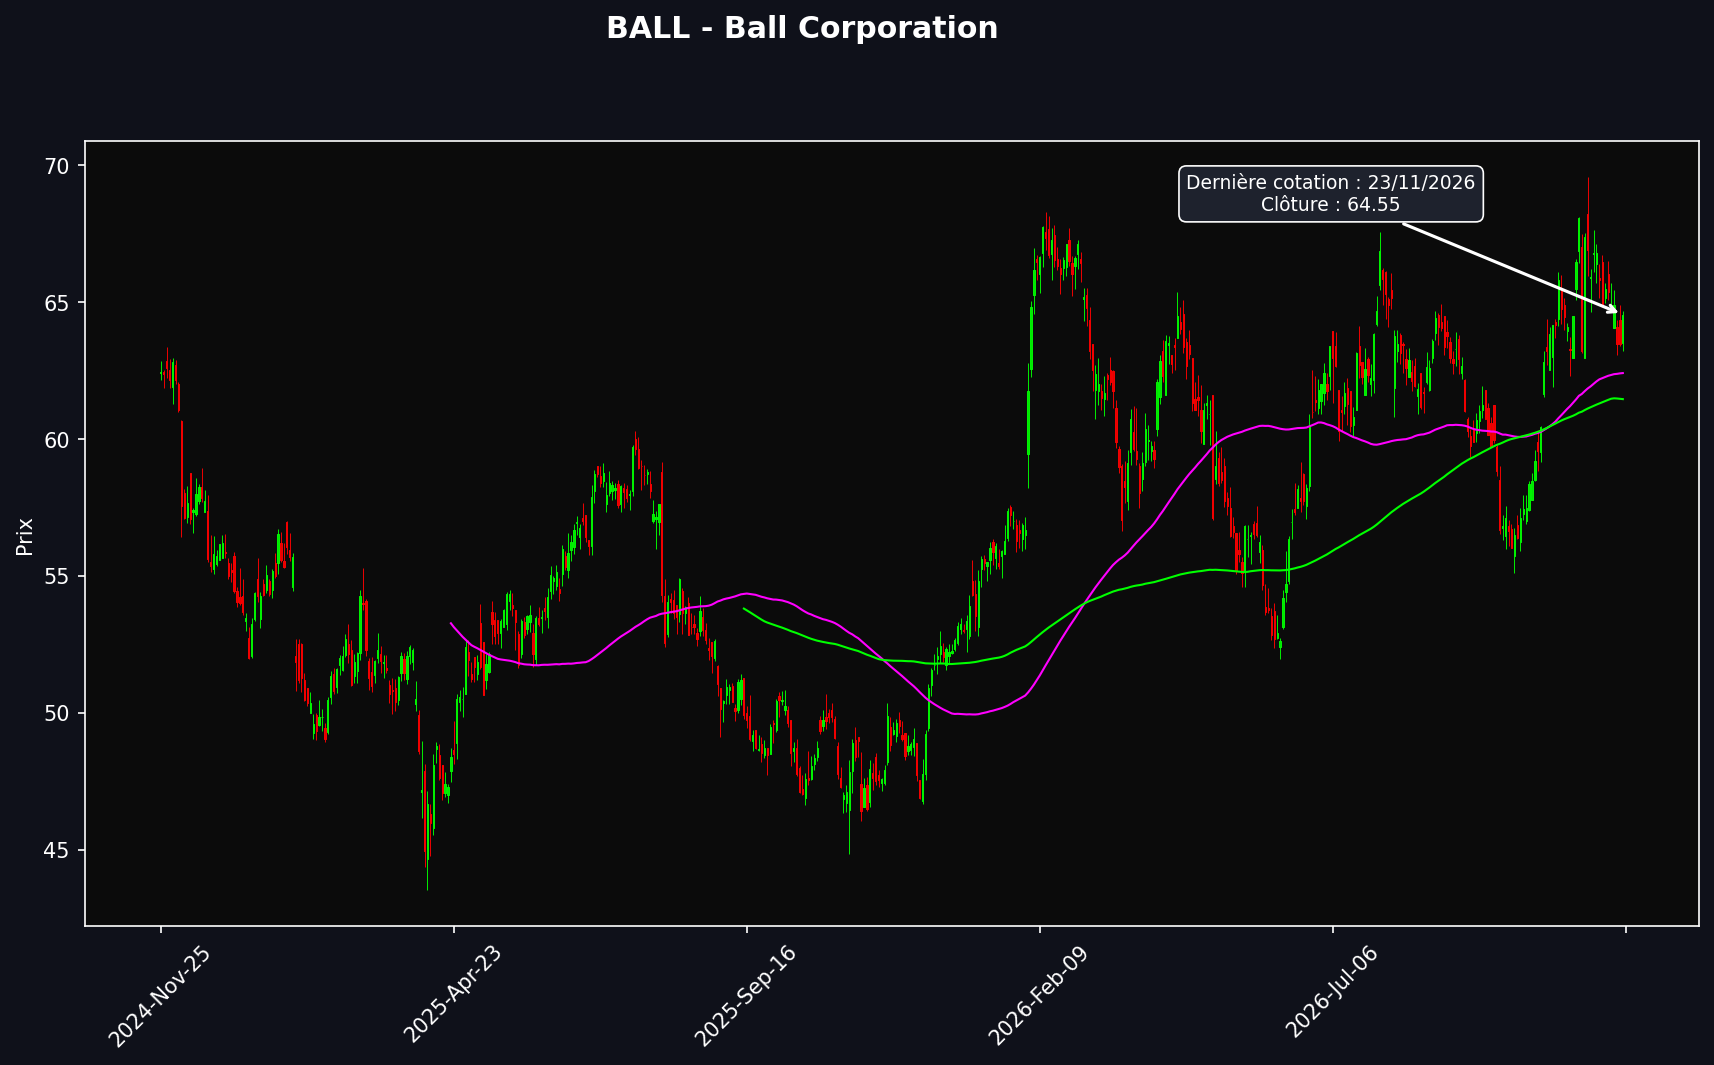 BALL - Ball Corporation
Dernière cotation : 23/11/2026
Clôture : 64.55
Prix
70
65
60
55
50
45
2024-Nov-25
2025-Apr-23
2025-Sep-16
2026-Feb-09
2026-Jul-06